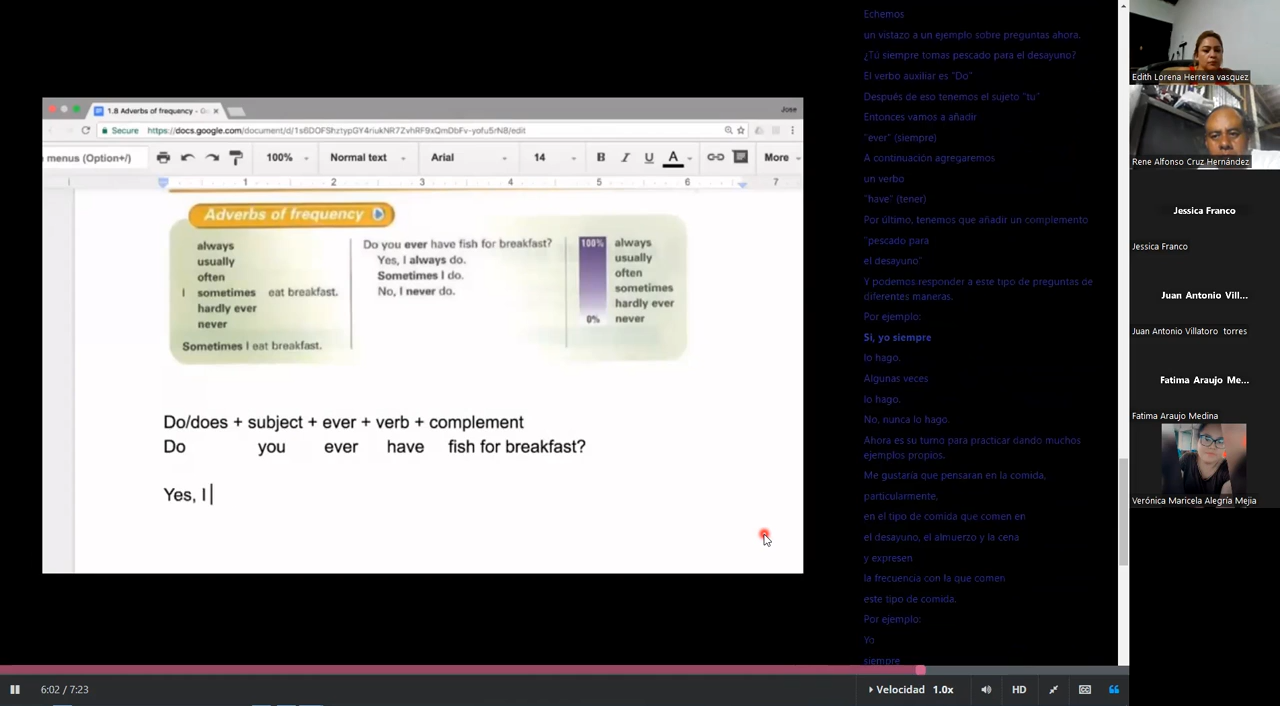 1.8 Adverbs of frequency - Go
Jose
Secure
menus (Option+/)
100%
Normal text
Arial
14
B I U A
More
1 2 3 4 5 6 7
Adverbs of frequency
always
usually
often
I sometimes eat breakfast.
hardly ever
never
Sometimes I eat breakfast.
Do you ever have fish for breakfast?
Yes, I always do.
Sometimes I do.
No, I never do.
100%
0%
always
usually
often
sometimes
hardly ever
never
Do/does + subject + ever + verb + complement
Do you ever have fish for breakfast?
Yes, I
Echemos
un vistazo a un ejemplo sobre preguntas ahora.
¿Tú siempre tomas pescado para el desayuno?
El verbo auxiliar es "Do"
Después de eso tenemos el sujeto "tu"
Entonces vamos a añadir
"ever" (siempre)
A continuación agregaremos
un verbo
"have" (tener)
Por último, tenemos que añadir un complemento
"pescado para
el desayuno"
Y podemos responder a este tipo de preguntas de
diferentes maneras.
Por ejemplo:
Si, yo siempre
lo hago.
Algunas veces
lo hago.
No, nunca lo hago.
Ahora es su turno para practicar dando muchos
ejemplos propios.
Me gustaría que pensaran en la comida,
particularmente,
en el tipo de comida que comen en
el desayuno, el almuerzo y la cena
y expresen
la frecuencia con la que comen
este tipo de comida.
Por ejemplo:
Yo
siempre
6:02 / 7:23
Velocidad 1.0x
HD
Edith Lorena Herrera vasquez
Rene Alfonso Cruz Hernández
Jessica Franco
Jessica Franco
Juan Antonio Vill...
Juan Antonio Villatoro torres
Fatima Araujo Me...
Fatima Araujo Medina
Verónica Maricela Alegría Mejia